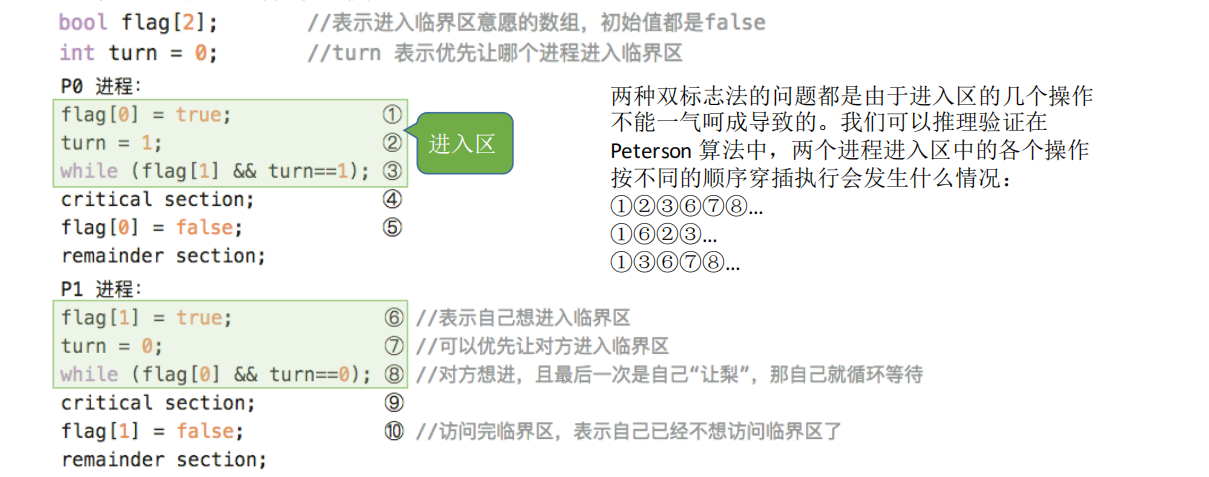 bool flag[2]; //表示进入临界区意愿的数组，初始值都是false
int turn = 0; //turn 表示优先让哪个进程进入临界区
P0 进程:
flag[0] = true; ①
turn = 1; ②
while (flag[1] && turn==1); ③
critical section; ④
flag[0] = false; ⑤
remainder section;
进入区
两种双标志法的问题都是由于进入区的几个操作
不能一气呵成导致的。我们可以推理验证在
Peterson 算法中，两个进程进入区中的各个操作
按不同的顺序穿插执行会发生什么情况：
①②③⑥⑦⑧...
①⑥②③...
①③⑥⑦⑧...
P1 进程:
flag[1] = true; ⑥ //表示自己想进入临界区
turn = 0; ⑦ //可以优先让对方进入临界区
while (flag[0] && turn==0); ⑧ //对方想进，且最后一次是自己“让梨”，那自己就循环等待
critical section; ⑨
flag[1] = false; ⑩ //访问完临界区，表示自己已经不想访问临界区了
remainder section;